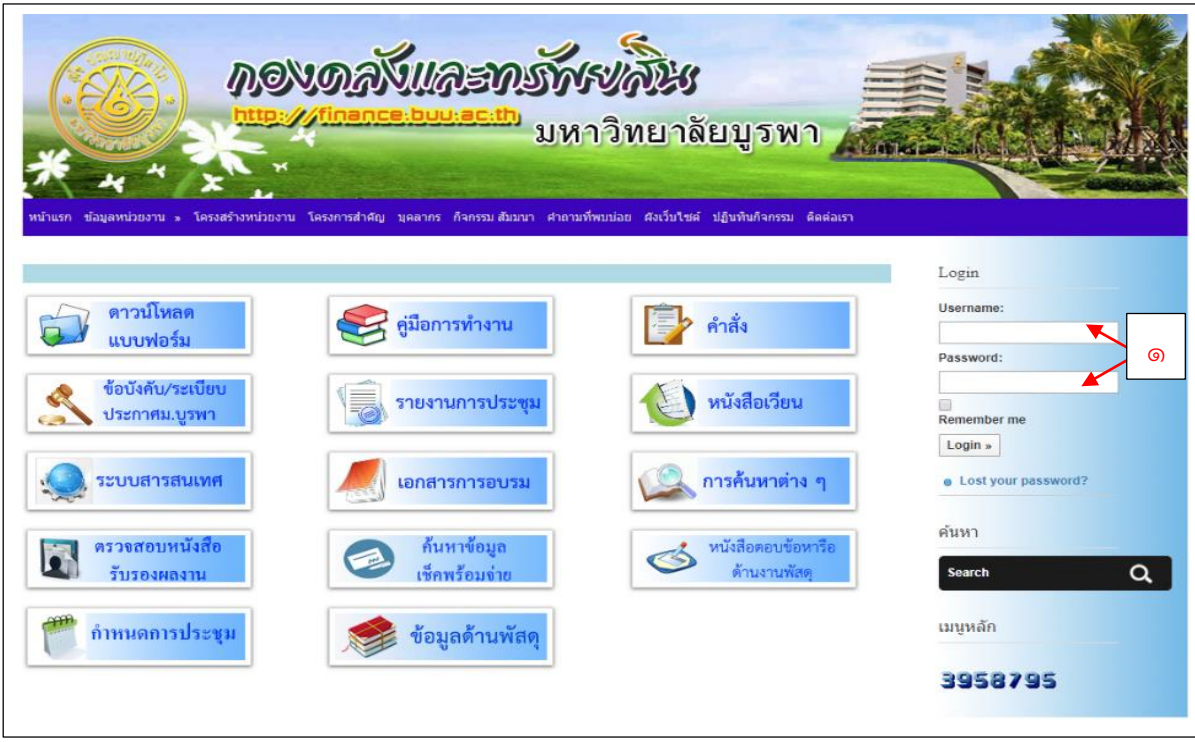 กองคลังและทรัพย์สิน
http://finance.buu.ac.th
มหาวิทยาลัยบูรพา
หน้าแรก ข้อมูลหน่วยงาน » โครงสร้างหน่วยงาน โครงการสำคัญ บุคลากร กิจกรรม สัมมนา คำถามที่พบบ่อย ผังเว็บไซต์ ปฏิทินกิจกรรม ติดต่อเรา
ดาวน์โหลด
แบบฟอร์ม
คู่มือการทำงาน
คำสั่ง
ข้อบังคับ/ระเบียบ
ประกาศม.บูรพา
รายงานการประชุม
หนังสือเวียน
ระบบสารสนเทศ
เอกสารการอบรม
การค้นหาต่าง ๆ
ตรวจสอบหนังสือ
รับรองผลงาน
ค้นหาข้อมูล
เช็คพร้อมจ่าย
หนังสือตอบข้อหารือ
ด้านงานพัสดุ
กำหนดการประชุม
ข้อมูลด้านพัสดุ
Login
Username:
๑
Password:
Remember me
Login »
Lost your password?
ค้นหา
Search
เมนูหลัก
3958795